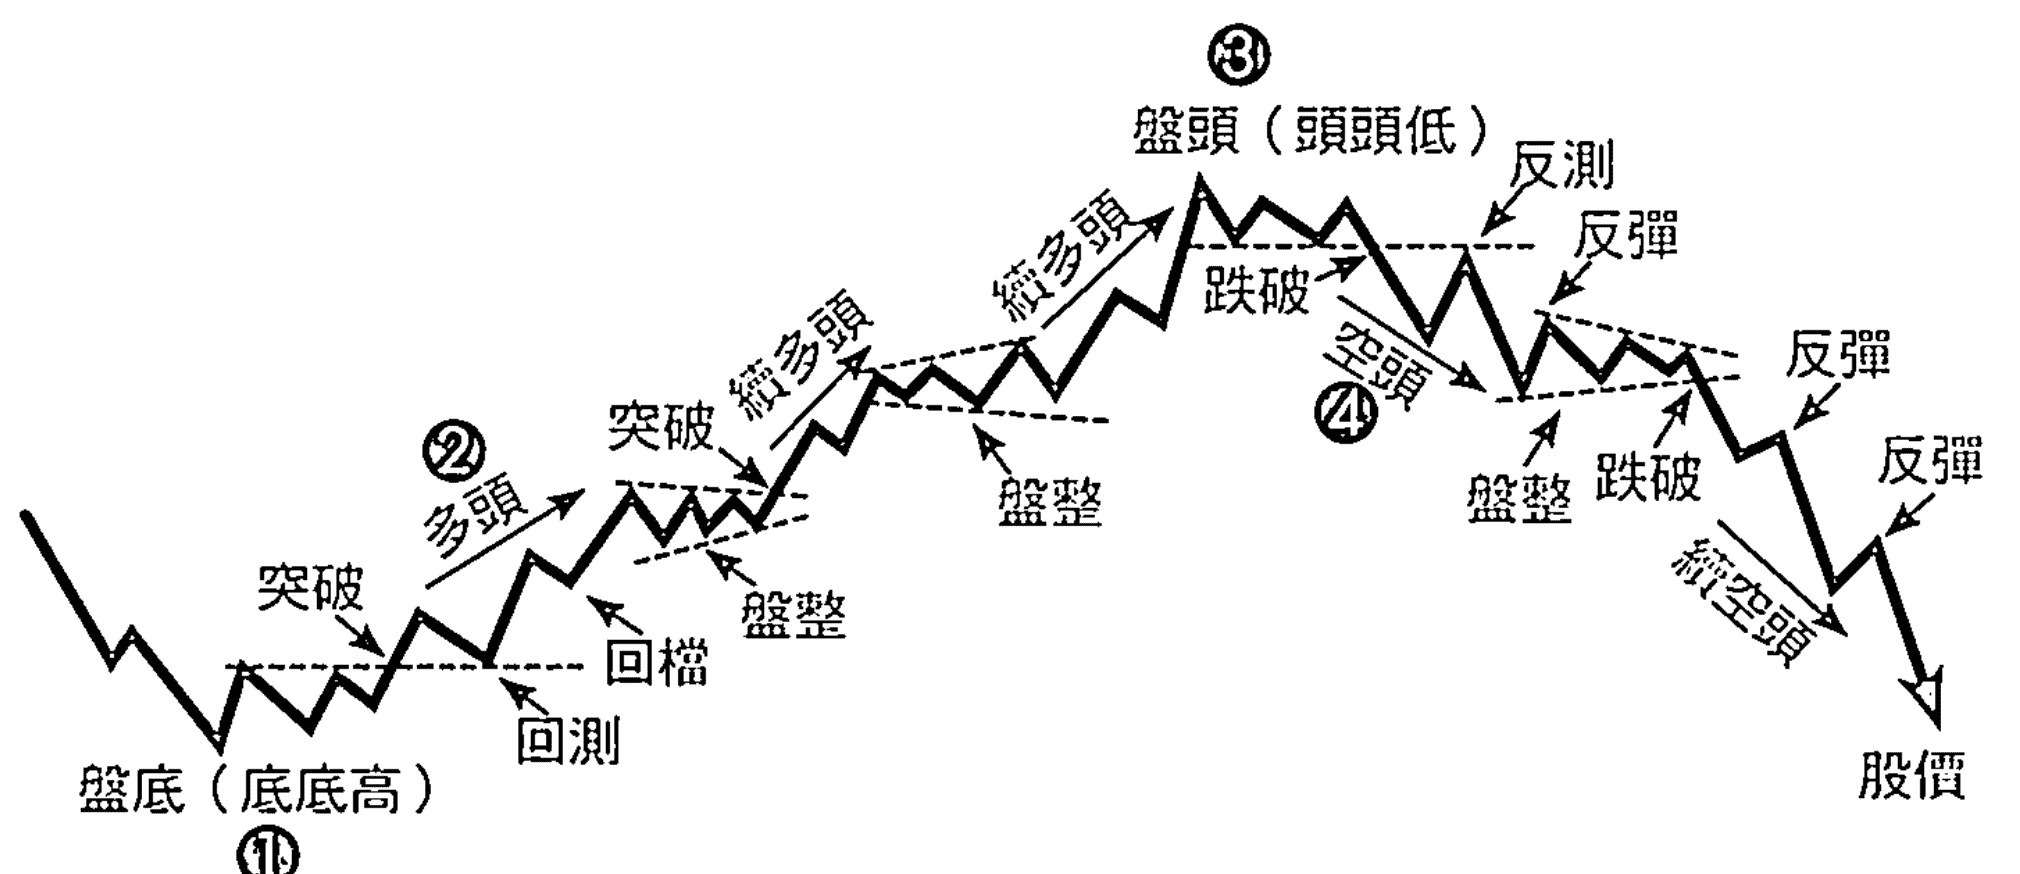 ③
盤頭（頭頭低）
反測
反彈
續多頭
跌破
續多頭
空頭
④
反彈
突破
②
多頭
盤整
盤整
跌破
反彈
突破
盤整
回檔
續空頭
回測
盤底（底底高）
①
股價